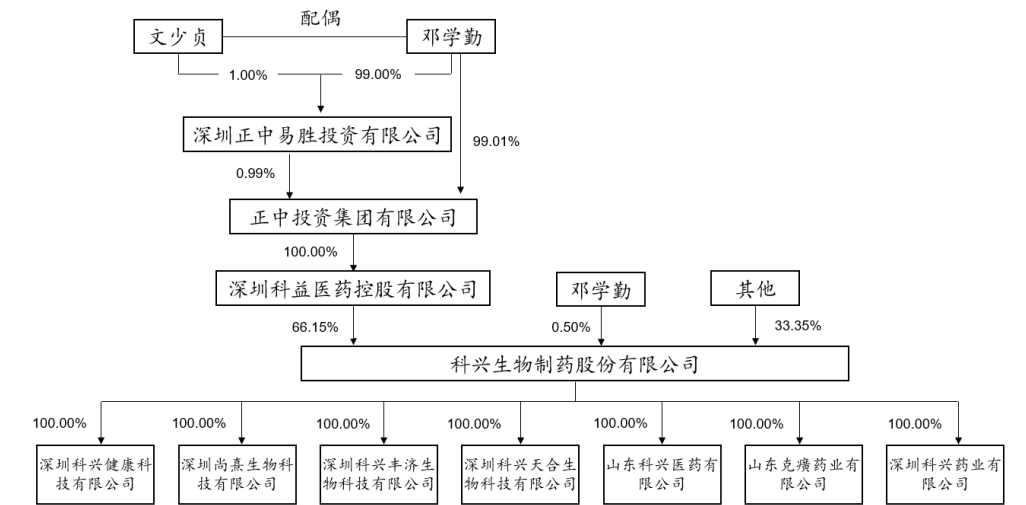 配偶
文少贞
邓学勤
1.00%
99.00%
深圳正中易胜投资有限公司
99.01%
0.99%
正中投资集团有限公司
100.00%
深圳科益医药控股有限公司
邓学勤
其他
66.15%
0.50%
33.35%
科兴生物制药股份有限公司
100.00%
100.00%
100.00%
100.00%
100.00%
100.00%
100.00%
深圳科兴健康科
技有限公司
深圳尚熹生物科
技有限公司
深圳科兴丰济生
物科技有限公司
深圳科兴天合生
物科技有限公司
山东科兴医药有
限公司
山东克癀药业有
限公司
深圳科兴药业有
限公司